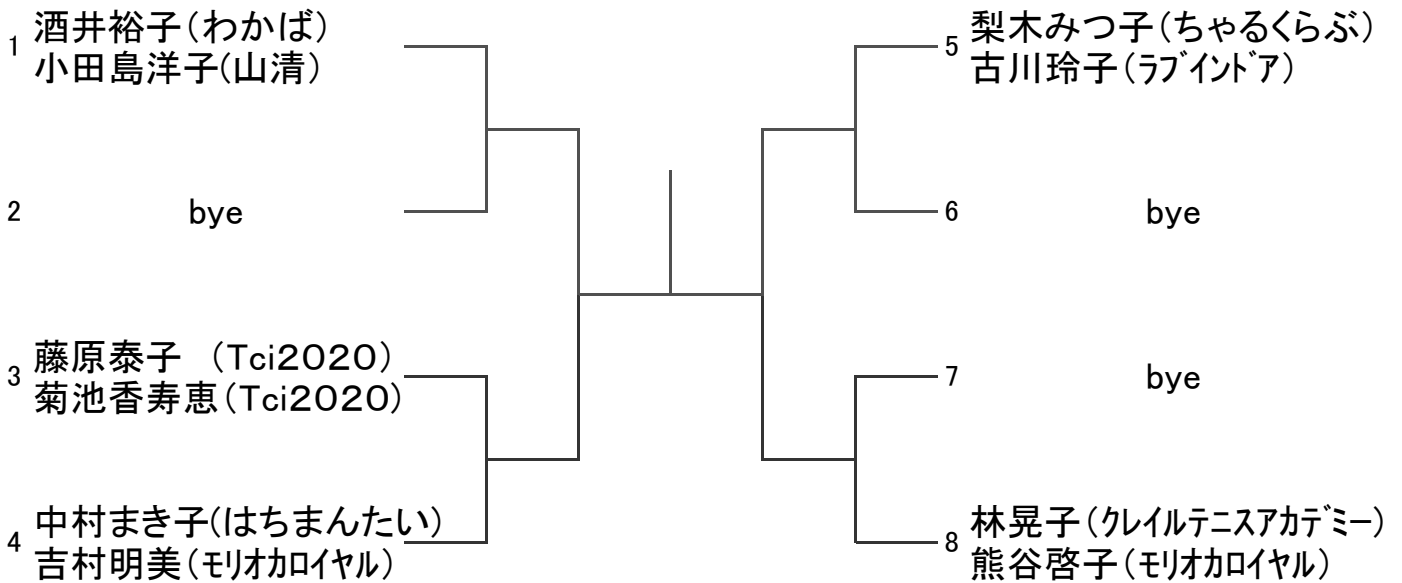 1 酒井裕子(わかば)
小田島洋子(山清)
2 bye
3 藤原泰子 (Tci2020)
菊池香寿恵(Tci2020)
4 中村まき子(はちまんたい)
吉村明美(モリオカロイヤル)
5 梨木みつ子(ちゃるくらぶ)
古川玲子(ラブインドア)
6 bye
7 bye
8 林晃子(クレイルテニスアカデミー)
熊谷啓子(モリオカロイヤル)